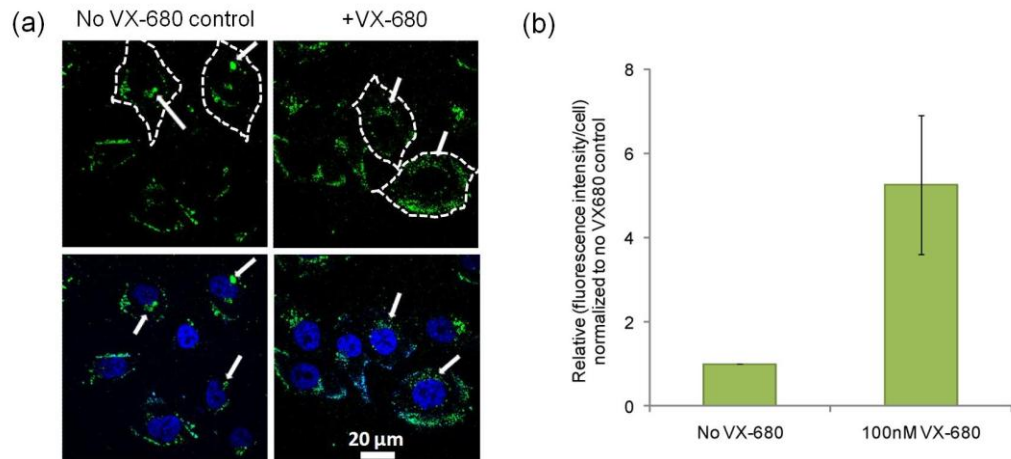 (a)
No VX-680 control
+VX-680
20 µm
(b)
Relative (fluorescence intensity/cell)
normalized to no VX680 control
8
6
4
2
0
No VX-680
100nM VX-680